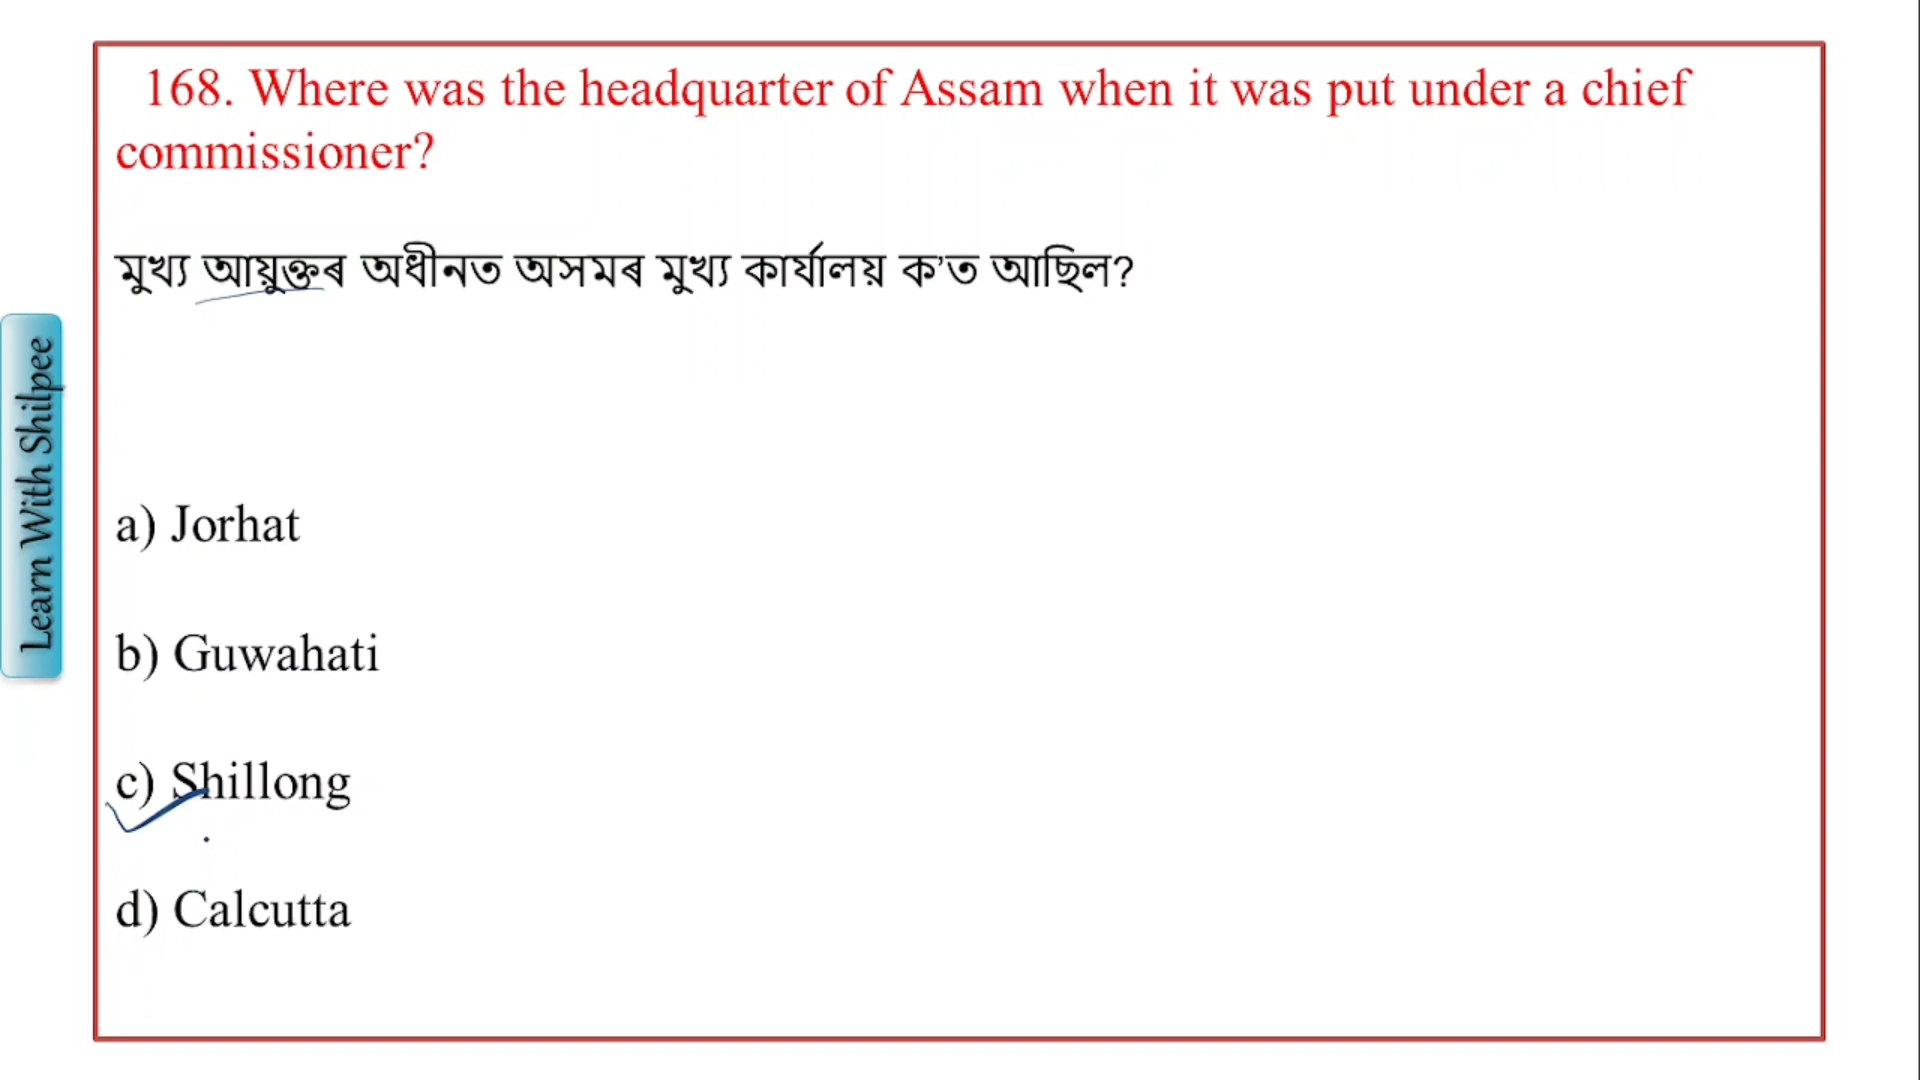 168. Where was the headquarter of Assam when it was put under a chief
commissioner?
মুখ্য আয়ুক্তৰ অধীনত অসমৰ মুখ্য কাৰ্যালয় ক'ত আছিল?
Learn With Shilpee
a) Jorhat
b) Guwahati
c) Shillong
d) Calcutta